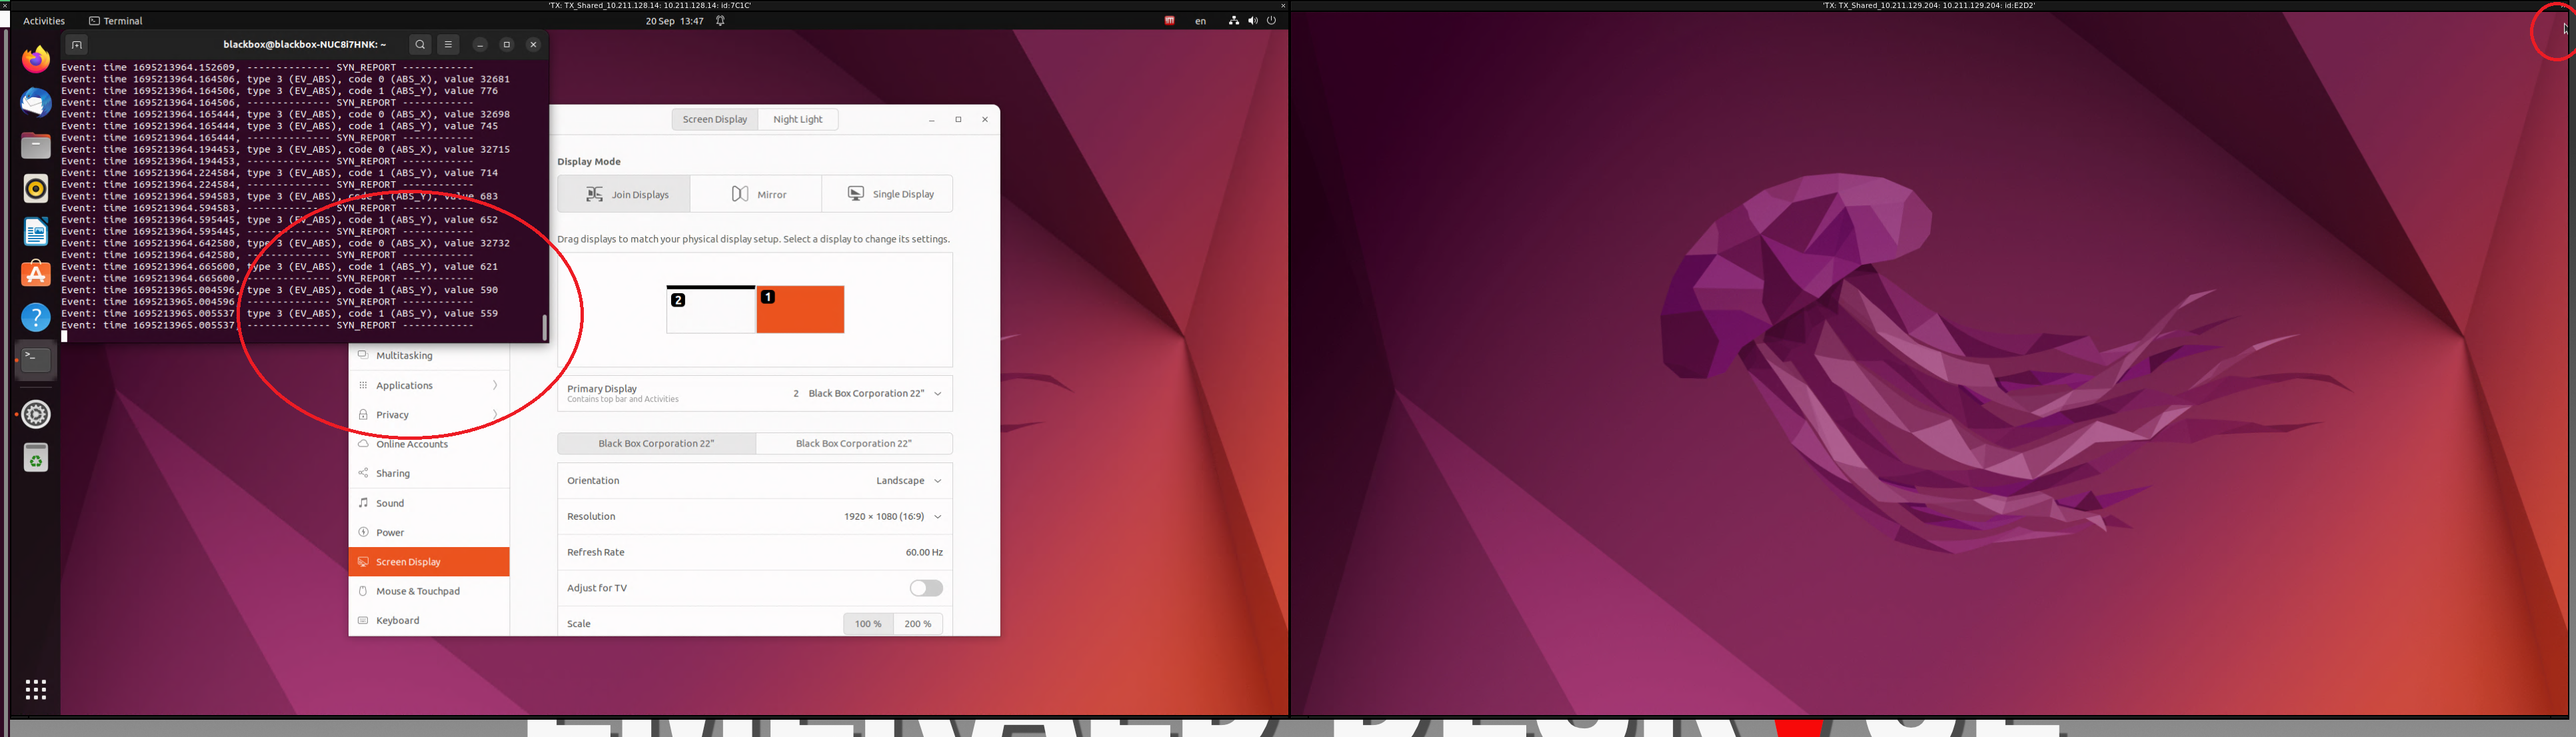 'TX: TX_Shared_10.211.128.14: 10.211.128.14: id:7C1C'
'TX: TX_Shared_10.211.129.204: 10.211.129.204: id:E2D2'
Activities
Terminal
20 Sep 13:47
en
blackbox@blackbox-NUC8i7HNK: ~
Event: time 1695213964.152609, -------------- SYN_REPORT ------------
Event: time 1695213964.164506, type 3 (EV_ABS), code 0 (ABS_X), value 32681
Event: time 1695213964.164506, type 3 (EV_ABS), code 1 (ABS_Y), value 776
Event: time 1695213964.164506, -------------- SYN_REPORT ------------
Event: time 1695213964.165444, type 3 (EV_ABS), code 0 (ABS_X), value 32698
Event: time 1695213964.165444, type 3 (EV_ABS), code 1 (ABS_Y), value 745
Event: time 1695213964.165444, -------------- SYN_REPORT ------------
Event: time 1695213964.194453, type 3 (EV_ABS), code 0 (ABS_X), value 32715
Event: time 1695213964.194453, -------------- SYN_REPORT ------------
Event: time 1695213964.224584, type 3 (EV_ABS), code 1 (ABS_Y), value 714
Event: time 1695213964.224584, -------------- SYN_REPORT ------------
Event: time 1695213964.594583, type 3 (EV_ABS), code 1 (ABS_Y), value 683
Event: time 1695213964.594583, -------------- SYN_REPORT ------------
Event: time 1695213964.595445, type 3 (EV_ABS), code 1 (ABS_Y), value 652
Event: time 1695213964.595445, -------------- SYN_REPORT ------------
Event: time 1695213964.642580, type 3 (EV_ABS), code 0 (ABS_X), value 32732
Event: time 1695213964.642580, -------------- SYN_REPORT ------------
Event: time 1695213964.665600, type 3 (EV_ABS), code 1 (ABS_Y), value 621
Event: time 1695213964.665600, -------------- SYN_REPORT ------------
Event: time 1695213965.004596, type 3 (EV_ABS), code 1 (ABS_Y), value 590
Event: time 1695213965.004596, -------------- SYN_REPORT ------------
Event: time 1695213965.005537, type 3 (EV_ABS), code 1 (ABS_Y), value 559
Event: time 1695213965.005537, -------------- SYN_REPORT ------------
Multitasking
Applications
Privacy
Online Accounts
Sharing
Sound
Power
Screen Display
Mouse & Touchpad
Keyboard
Screen Display
Night Light
Display Mode
Join Displays
Mirror
Single Display
Drag displays to match your physical display setup. Select a display to change its settings.
2
1
Primary Display
Contains top bar and Activities
2 Black Box Corporation 22"
Black Box Corporation 22"
Black Box Corporation 22"
Orientation
Landscape
Resolution
1920 × 1080 (16:9)
Refresh Rate
60.00 Hz
Adjust for TV
Scale
100 %
200 %